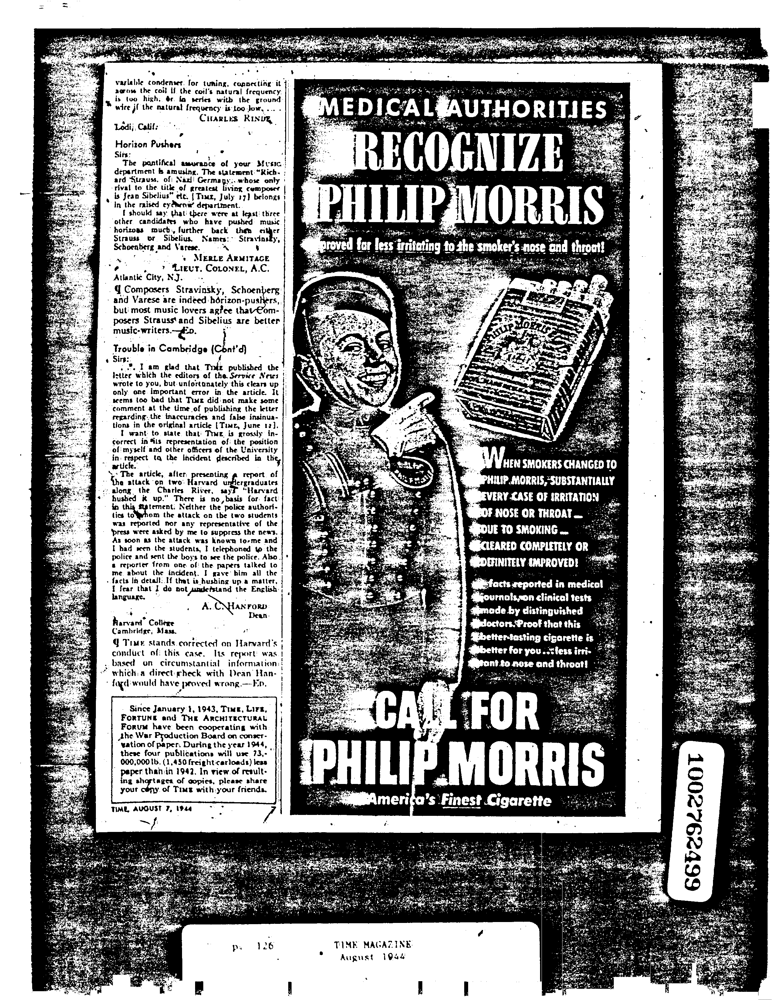 variable condenser for tuning, connecting it
across the coil if the coil's natural frequency
is too high, or in series with the ground
wire if the natural frequency is too low. . . .
CHARLES RINDE
Lodi, Calif.
Horizon Pushers
Sirs:
The pontifical assurance of your MUSIC
department is amusing. The statement "Rich-
ard Strauss, of Nazi Germany, whose only
rival to the title of greatest living composer
is Jean Sibelius" etc. [TIME, July 17] belongs
in the raised eyebrow department.
I should say that there were at least three
other candidates who have pushed music
horizons much further back than either
Strauss or Sibelius. Names: Stravinsky,
Schoenberg and Varese.
MERLE ARMITAGE
LIEUT. COLONEL, A.C.
Atlantic City, N.J.
¶ Composers Stravinsky, Schoenberg
and Varese are indeed horizon-pushers,
but most music lovers agree that Com-
posers Strauss and Sibelius are better
music-writers.—ED.
Trouble in Cambridge (Cont'd)
Sirs:
. . . I am glad that TIME published the
letter which the editors of the Service News
wrote to you, but unfortunately this clears up
only one important error in the article. It
seems too bad that TIME did not make some
comment at the time of publishing the letter
regarding the inaccuracies and false insinua-
tions in the original article [TIME, June 12].
I want to state that TIME is grossly in-
correct in its representation of the position
of myself and other officers of the University
in respect to the incident described in the
article.
The article, after presenting a report of
the attack on two Harvard undergraduates
along the Charles River, says "Harvard
hushed it up." There is no basis for fact
in this statement. Neither the police authori-
ties to whom the attack on the two students
was reported nor any representative of the
press were asked by me to suppress the news.
As soon as the attack was known to me and
I had seen the students, I telephoned to the
police and sent the boys to see the police. Also
a reporter from one of the papers talked to
me about the incident. I gave him all the
facts in detail. If that is hushing up a matter,
I fear that I do not understand the English
language.
A. C. HANFORD
Dean
Harvard College
Cambridge, Mass.
¶ TIME stands corrected on Harvard's
conduct of this case. Its report was
based on circumstantial information
which a direct check with Dean Han-
ford would have proved wrong.—ED.
Since January 1, 1943, TIME, LIFE,
FORTUNE and THE ARCHITECTURAL
FORUM have been cooperating with
the War Production Board on conser-
vation of paper. During the year 1944,
these four publications will use 73,-
000,000 lb. (1,450 freight carloads) less
paper than in 1942. In view of result-
ing shortages of copies, please share
your copy of TIME with your friends.
TIME, AUGUST 7, 1944 7
MEDICAL AUTHORITIES
RECOGNIZE
PHILIP MORRIS
proved far less irritating to the smoker's nose and throat!
PHILIP MORRIS
WHEN SMOKERS CHANGED TO
PHILIP MORRIS, SUBSTANTIALLY
EVERY CASE OF IRRITATION
OF NOSE OR THROAT —
DUE TO SMOKING —
CLEARED COMPLETELY OR
DEFINITELY IMPROVED!
—facts reported in medical
journals, on clinical tests
made by distinguished
doctors. Proof that this
better-tasting cigarette is
better for you . . . less irri-
tant to nose and throat!
CALL FOR
PHILIP MORRIS
America's Finest Cigarette
1002762499
p. 126
TIME MAGAZINE
August 1944